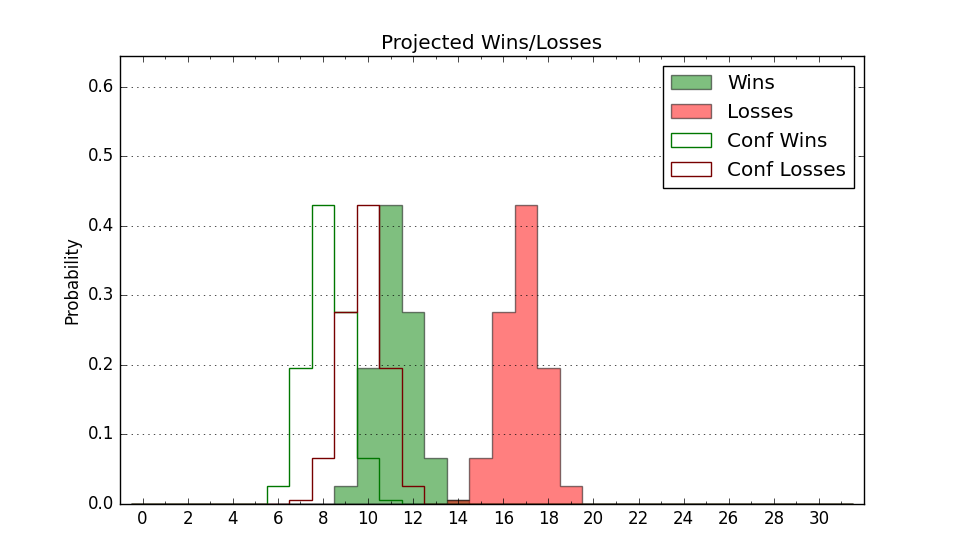 Projected Wins/Losses
Wins
Losses
Conf Wins
Conf Losses
Probability
0.6
0.5
0.4
0.3
0.2
0.1
0.0
0 2 4 6 8 10 12 14 16 18 20 22 24 26 28 30